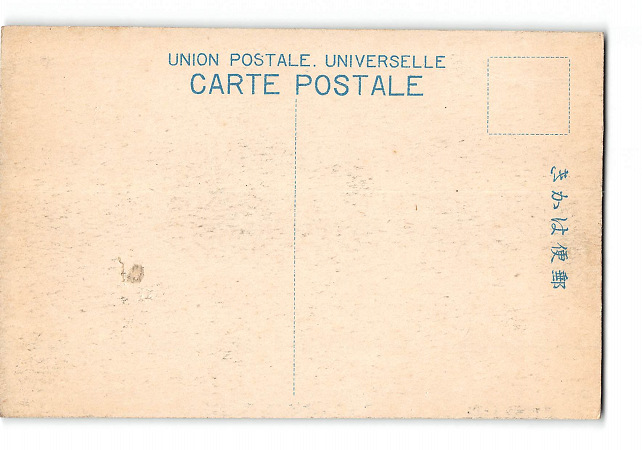 UNION POSTALE. UNIVERSELLE
CARTE POSTALE
きかは便郵